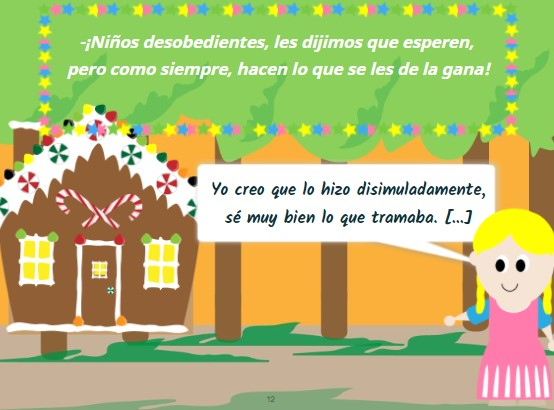 -¡Niños desobedientes, les dijimos que esperen,
pero como siempre, hacen lo que se les de la gana!
Yo creo que lo hizo disimuladamente,
sé muy bien lo que tramaba. [...]
12